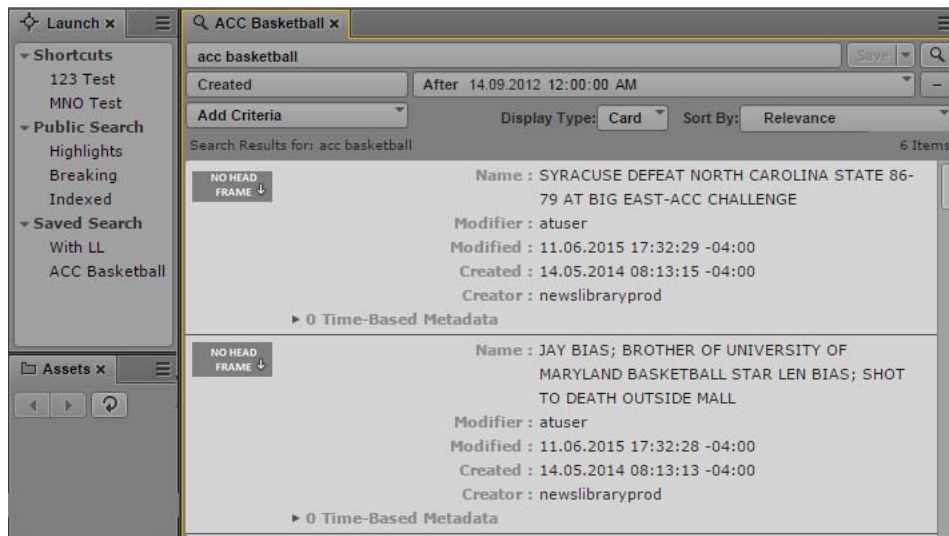 Launch x
Shortcuts
123 Test
MNO Test
Public Search
Highlights
Breaking
Indexed
Saved Search
With LL
ACC Basketball
Assets x
ACC Basketball x
acc basketball
Save
Created
After 14.09.2012 12:00:00 AM
Add Criteria
Display Type: Card
Sort By: Relevance
Search Results for: acc basketball
6 Items
NO HEAD
FRAME
Name : SYRACUSE DEFEAT NORTH CAROLINA STATE 86-
79 AT BIG EAST-ACC CHALLENGE
Modifier : atuser
Modified : 11.06.2015 17:32:29 -04:00
Created : 14.05.2014 08:13:15 -04:00
Creator : newslibraryprod
0 Time-Based Metadata
NO HEAD
FRAME
Name : JAY BIAS; BROTHER OF UNIVERSITY OF
MARYLAND BASKETBALL STAR LEN BIAS; SHOT
TO DEATH OUTSIDE MALL
Modifier : atuser
Modified : 11.06.2015 17:32:28 -04:00
Created : 14.05.2014 08:13:13 -04:00
Creator : newslibraryprod
0 Time-Based Metadata